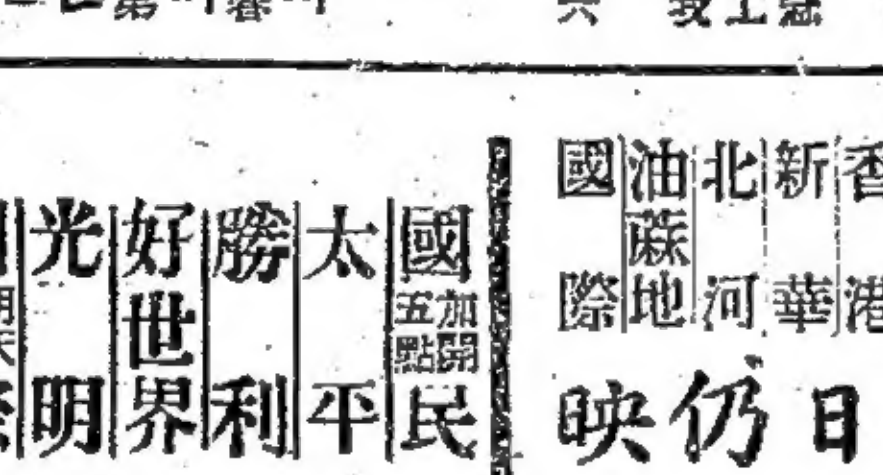 香港
新華
北河
油蔴地
國際
日仍映
國民
加開
五點
太平
勝利
好世界
光明